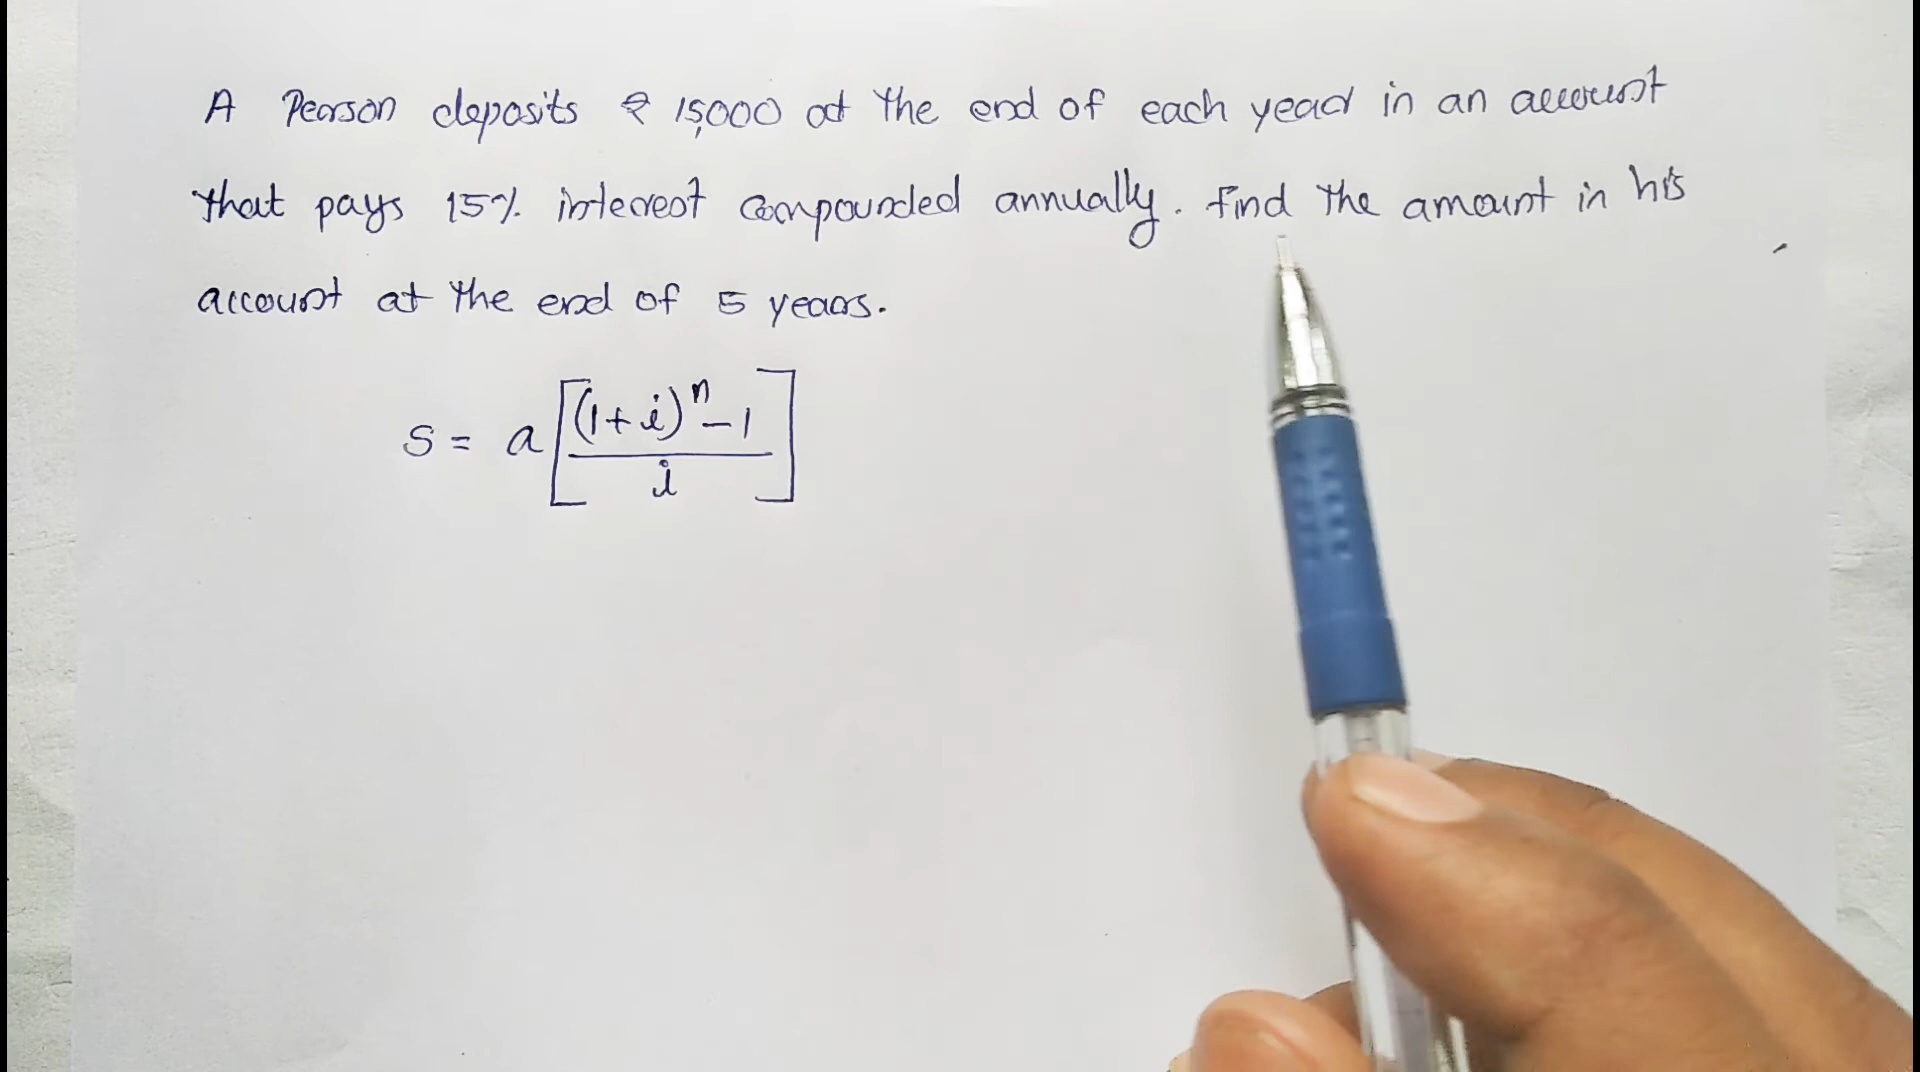 A Pearson deposits ₹ 15,000 at the end of each year in an account
that pays 15% interest compounded annually. Find the amount in his
account at the end of 5 years.
S = a[((1+i)ⁿ-1)/i]